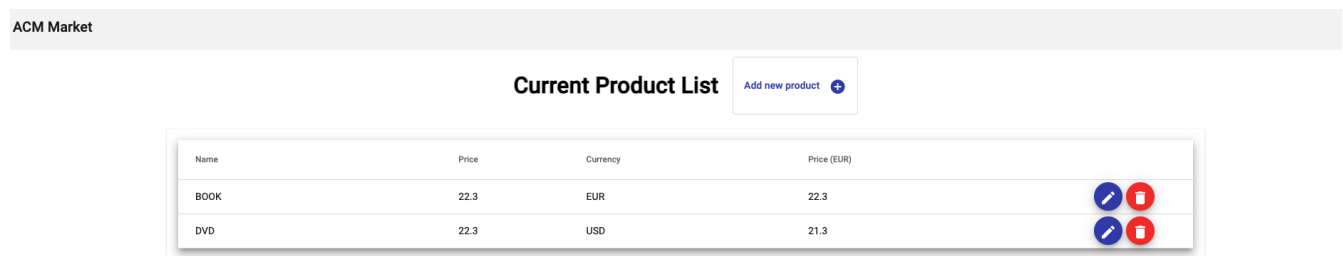 ACM Market
Current Product List
Add new product
Name Price Currency Price (EUR)
BOOK 22.3 EUR 22.3
DVD 22.3 USD 21.3